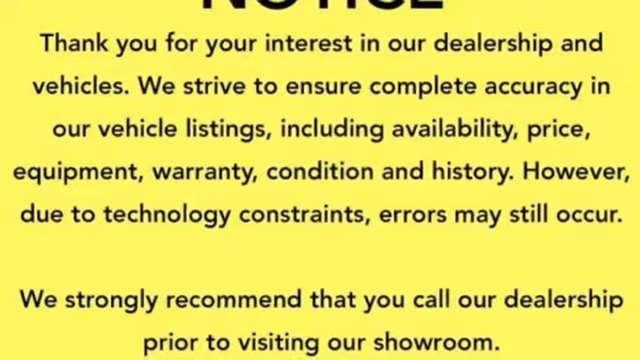 NOTICE
Thank you for your interest in our dealership and
vehicles. We strive to ensure complete accuracy in
our vehicle listings, including availability, price,
equipment, warranty, condition and history. However,
due to technology constraints, errors may still occur.
We strongly recommend that you call our dealership
prior to visiting our showroom.